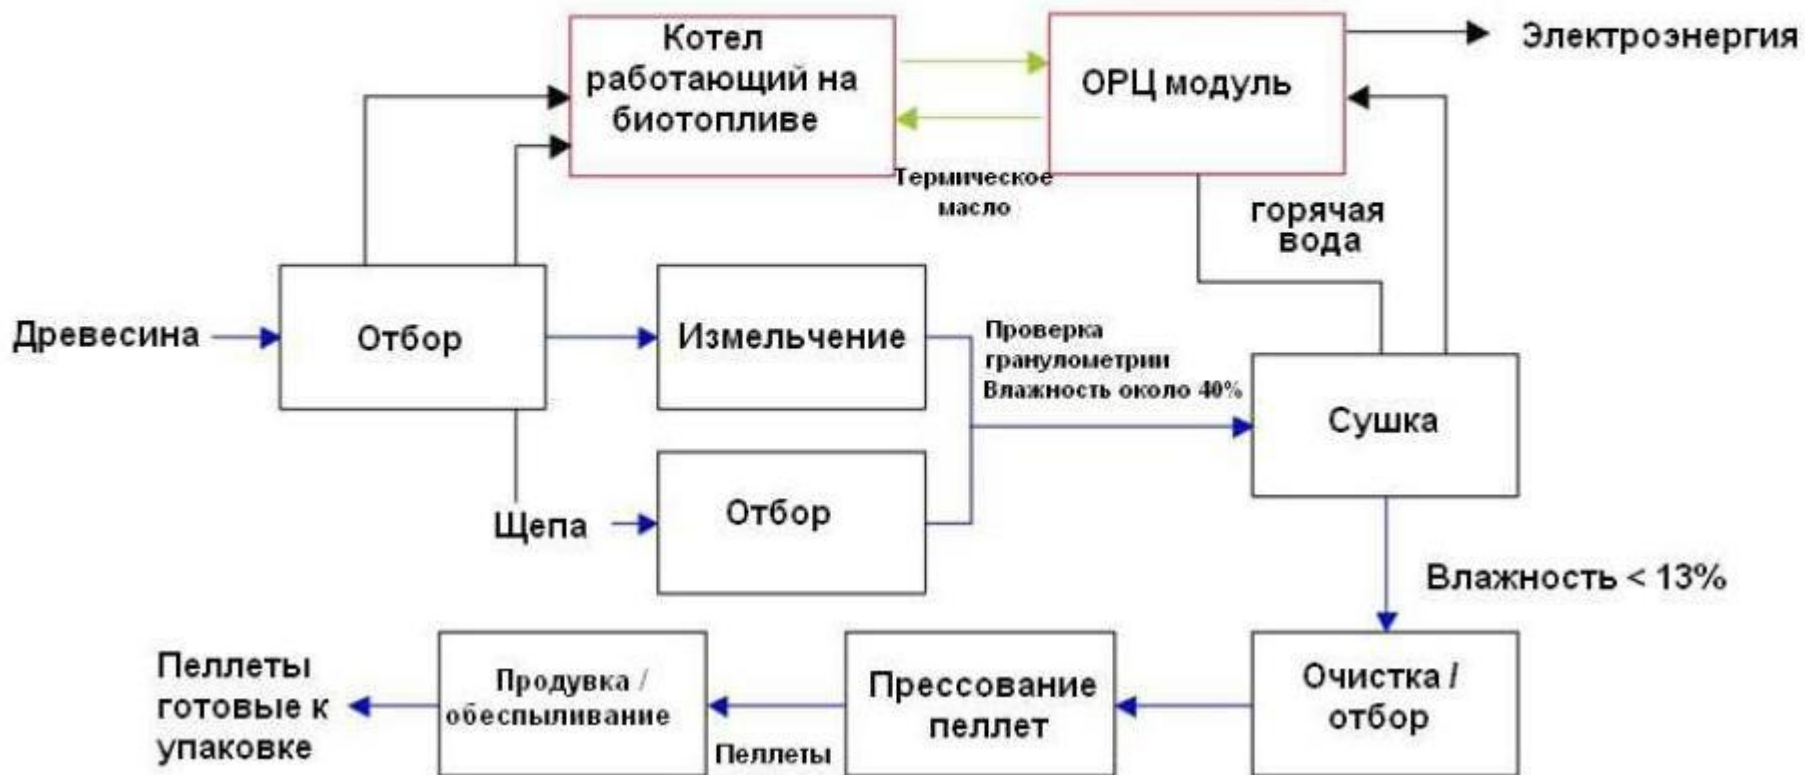 Котел
работающий на
биотопливе
ОРЦ модуль
Электроэнергия
Термическое
масло
горячая
вода
Древесина
Отбор
Измельчение
Проверка
гранулометрии
Влажность около 40%
Сушка
Щепа
Отбор
Влажность < 13%
Пеллеты
готовые к
упаковке
Продувка /
обеспыливание
Пеллеты
Прессование
пеллет
Очистка /
отбор